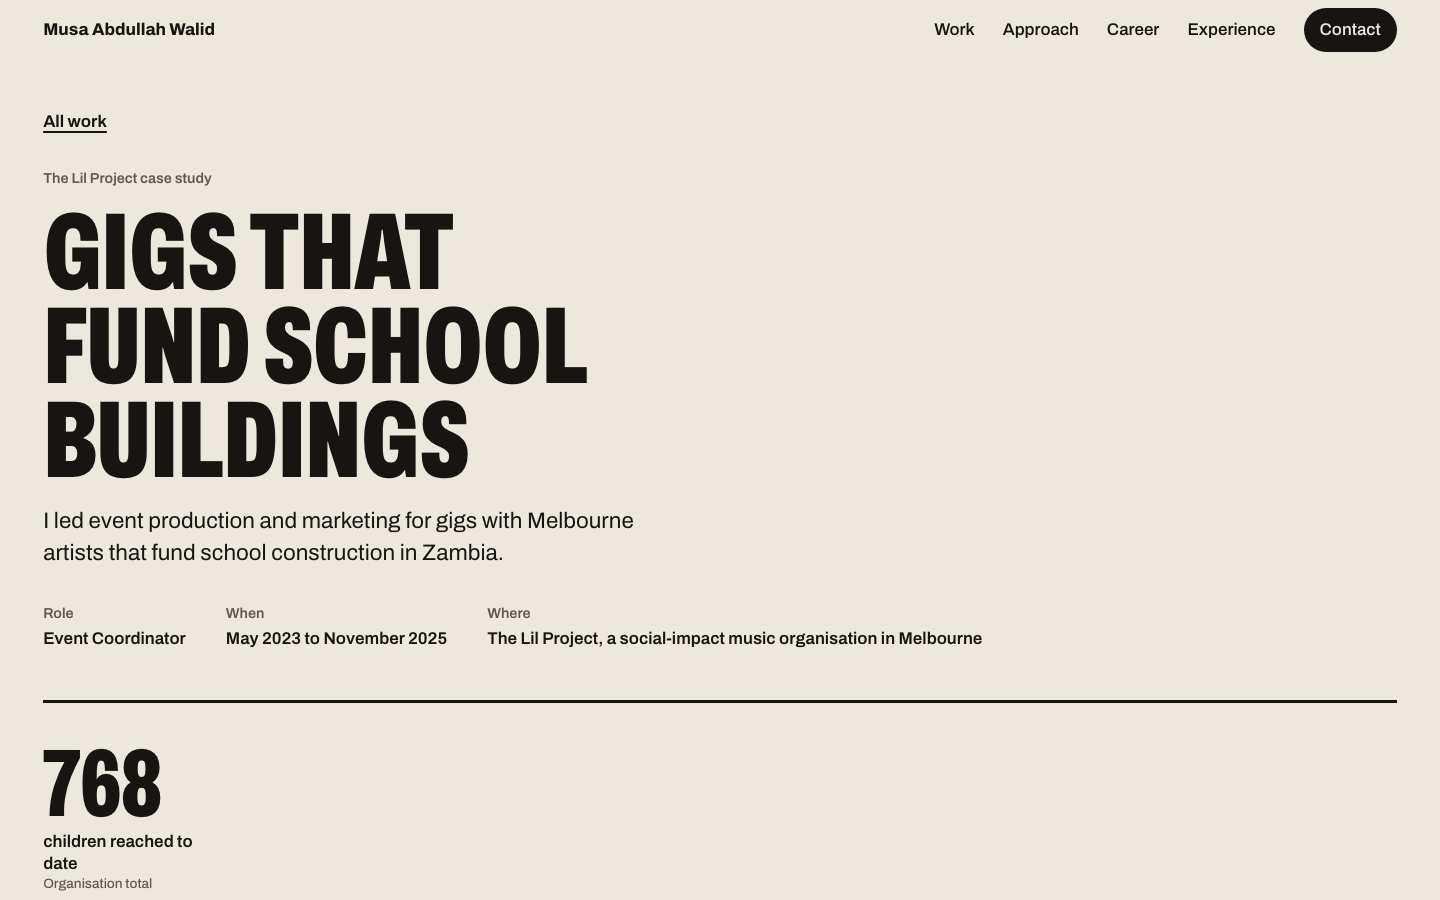 Musa Abdullah Walid
Work Approach Career Experience Contact
All work
The Lil Project case study
GIGS THAT
FUND SCHOOL
BUILDINGS
I led event production and marketing for gigs with Melbourne
artists that fund school construction in Zambia.
Role
Event Coordinator
When
May 2023 to November 2025
Where
The Lil Project, a social-impact music organisation in Melbourne
768
children reached to
date
Organisation total